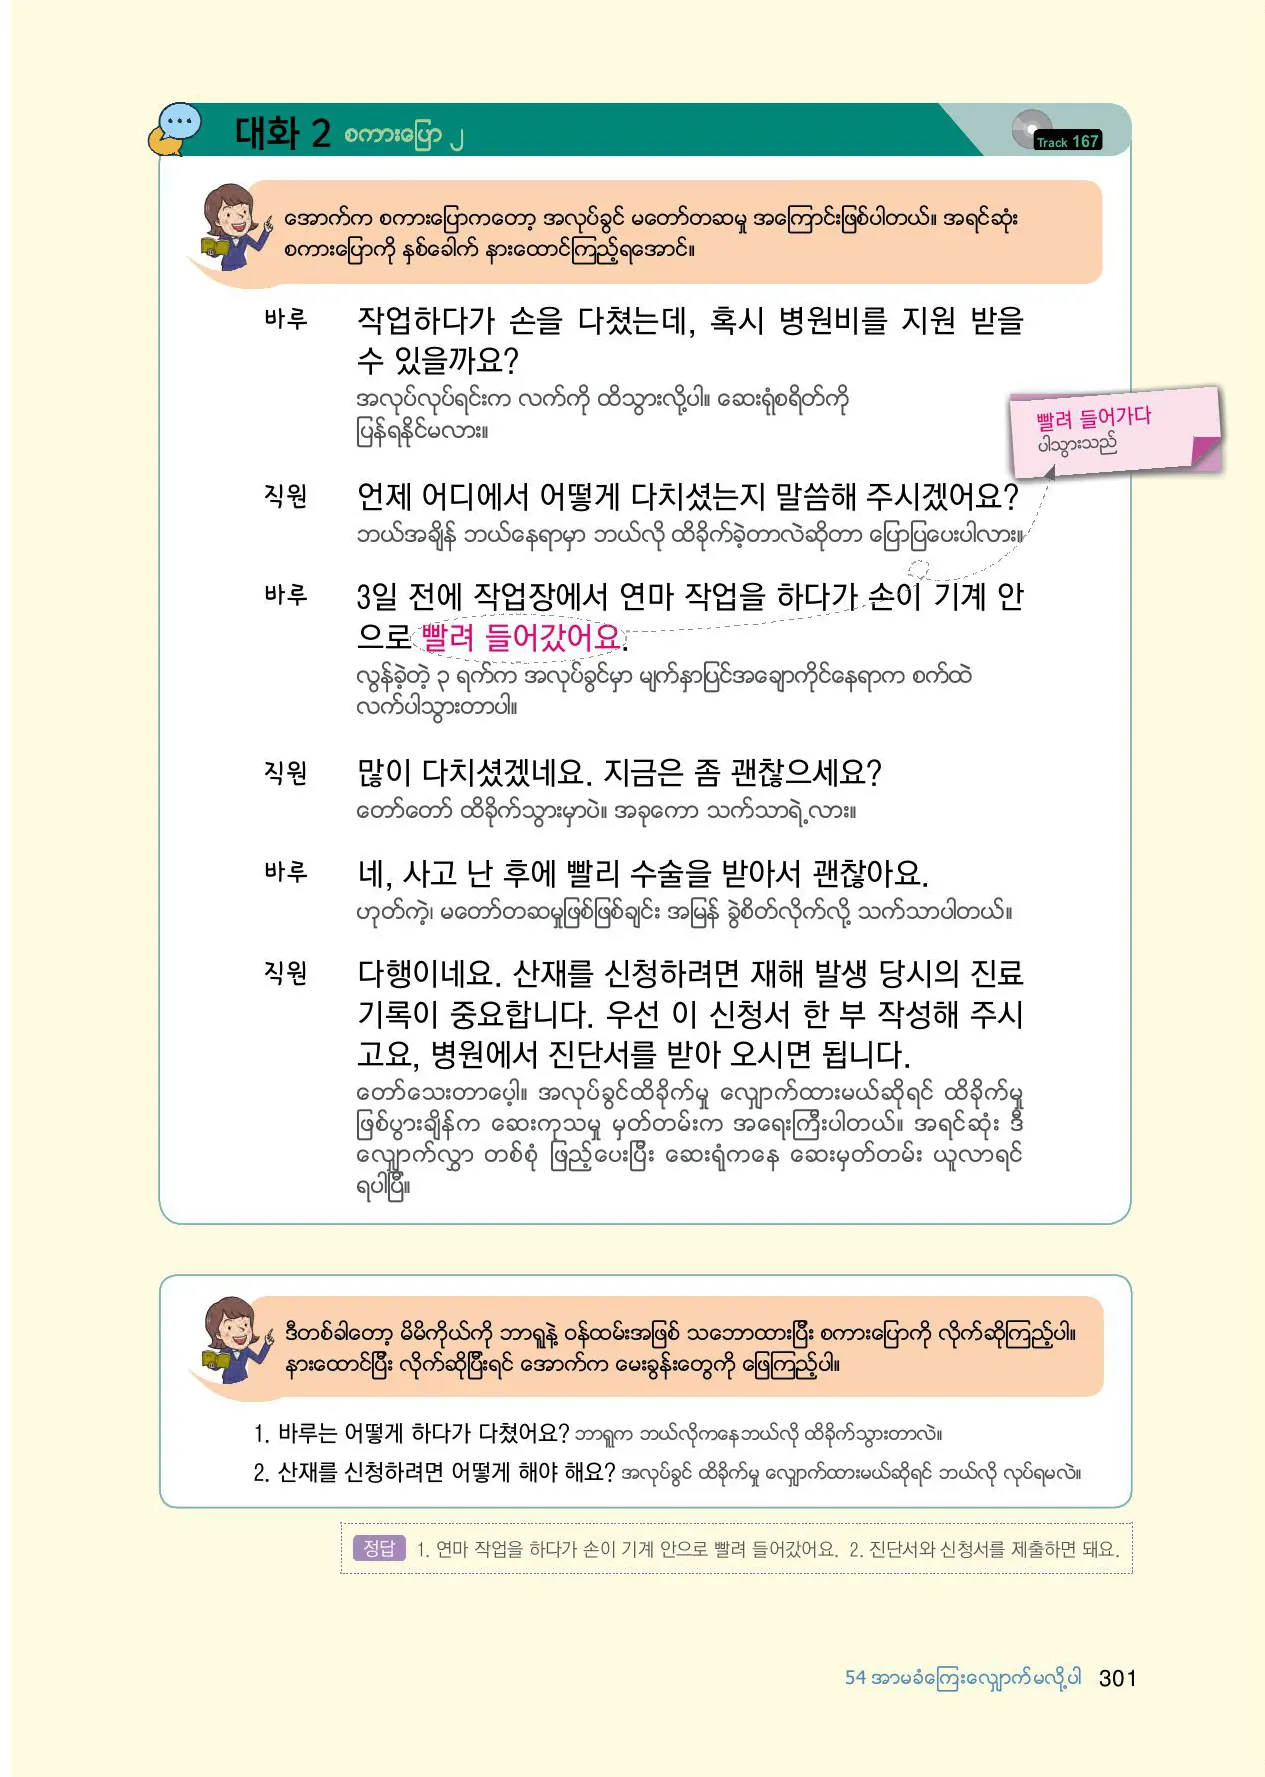 대화 2 စကားပြော ၂
Track 167
အောက်က စကားပြောကတော့ အလုပ်ခွင် မတော်တဆမှု အကြောင်းဖြစ်ပါတယ်။ အရင်ဆုံး
စကားပြောကို နှစ်ခေါက် နားထောင်ကြည့်ရအောင်။
바루 작업하다가 손을 다쳤는데, 혹시 병원비를 지원 받을
수 있을까요?
အလုပ်လုပ်ရင်းက လက်ကို ထိသွားလို့ပါ။ ဆေးရုံစရိတ်ကို
ပြန်ရနိုင်မလား။
빨려 들어가다
ပါသွားသည်
직원 언제 어디에서 어떻게 다치셨는지 말씀해 주시겠어요?
ဘယ်အချိန် ဘယ်နေရာမှာ ဘယ်လို ထိခိုက်ခဲ့တာလဲဆိုတာ ပြောပြပေးပါလား။
바루 3일 전에 작업장에서 연마 작업을 하다가 손이 기계 안
으로 빨려 들어갔어요.
လွန်ခဲ့တဲ့ ၃ ရက်က အလုပ်ခွင်မှာ မျက်နှာပြင်အချောကိုင်နေရာက စက်ထဲ
လက်ပါသွားတာပါ။
직원 많이 다치셨겠네요. 지금은 좀 괜찮으세요?
တော်တော် ထိခိုက်သွားမှာပဲ။ အခုကော သက်သာရဲ့လား။
바루 네, 사고 난 후에 빨리 수술을 받아서 괜찮아요.
ဟုတ်ကဲ့၊ မတော်တဆမှုဖြစ်ဖြစ်ချင်း အမြန် ခွဲစိတ်လိုက်လို့ သက်သာပါတယ်။
직원 다행이네요. 산재를 신청하려면 재해 발생 당시의 진료
기록이 중요합니다. 우선 이 신청서 한 부 작성해 주시
고요, 병원에서 진단서를 받아 오시면 됩니다.
တော်သေးတာပေါ့။ အလုပ်ခွင်ထိခိုက်မှု လျှောက်ထားမယ်ဆိုရင် ထိခိုက်မှု
ဖြစ်ပွားချိန်က ဆေးကုသမှု မှတ်တမ်းက အရေးကြီးပါတယ်။ အရင်ဆုံး ဒီ
လျှောက်လွှာ တစ်စုံ ဖြည့်ပေးပြီး ဆေးရုံကနေ ဆေးမှတ်တမ်း ယူလာရင်
ရပါပြီ။
ဒီတစ်ခါတော့ မိမိကိုယ်ကို ဘာရူနဲ့ ဝန်ထမ်းအဖြစ် သဘောထားပြီး စကားပြောကို လိုက်ဆိုကြည့်ပါ။
နားထောင်ပြီး လိုက်ဆိုပြီးရင် အောက်က မေးခွန်းတွေကို ဖြေကြည့်ပါ။
1. 바루는 어떻게 하다가 다쳤어요? ဘာရူက ဘယ်လိုကနေဘယ်လို ထိခိုက်သွားတာလဲ။
2. 산재를 신청하려면 어떻게 해야 해요? အလုပ်ခွင် ထိခိုက်မှု လျှောက်ထားမယ်ဆိုရင် ဘယ်လို လုပ်ရမလဲ။
정답 1. 연마 작업을 하다가 손이 기계 안으로 빨려 들어갔어요. 2. 진단서와 신청서를 제출하면 돼요.
54 အာမခံကြေးလျှောက်မလို့ပါ 301